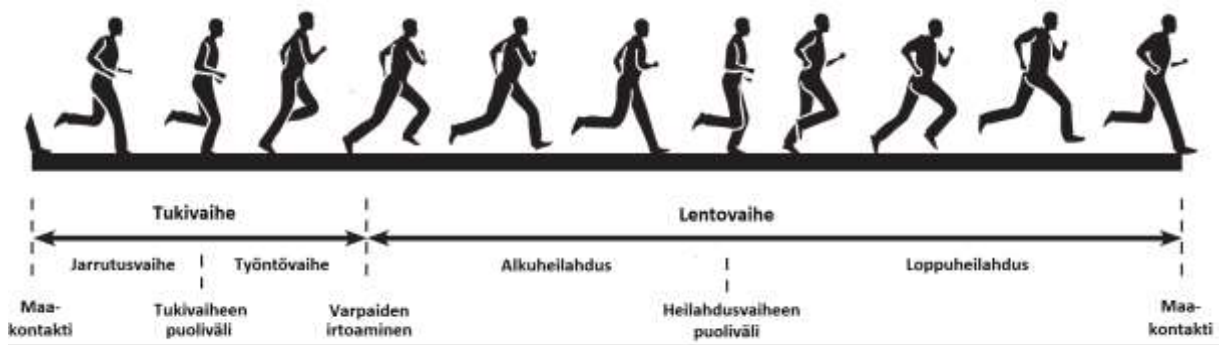 Tukivaihe
Lentovaihe
Jarrutusvaihe
Työntövaihe
Alkuheilahdus
Loppuheilahdus
Maa-
kontakti
Tukivaiheen
puoliväli
Varpaiden
irtoaminen
Heilahdusvaiheen
puoliväli
Maa-
kontakti